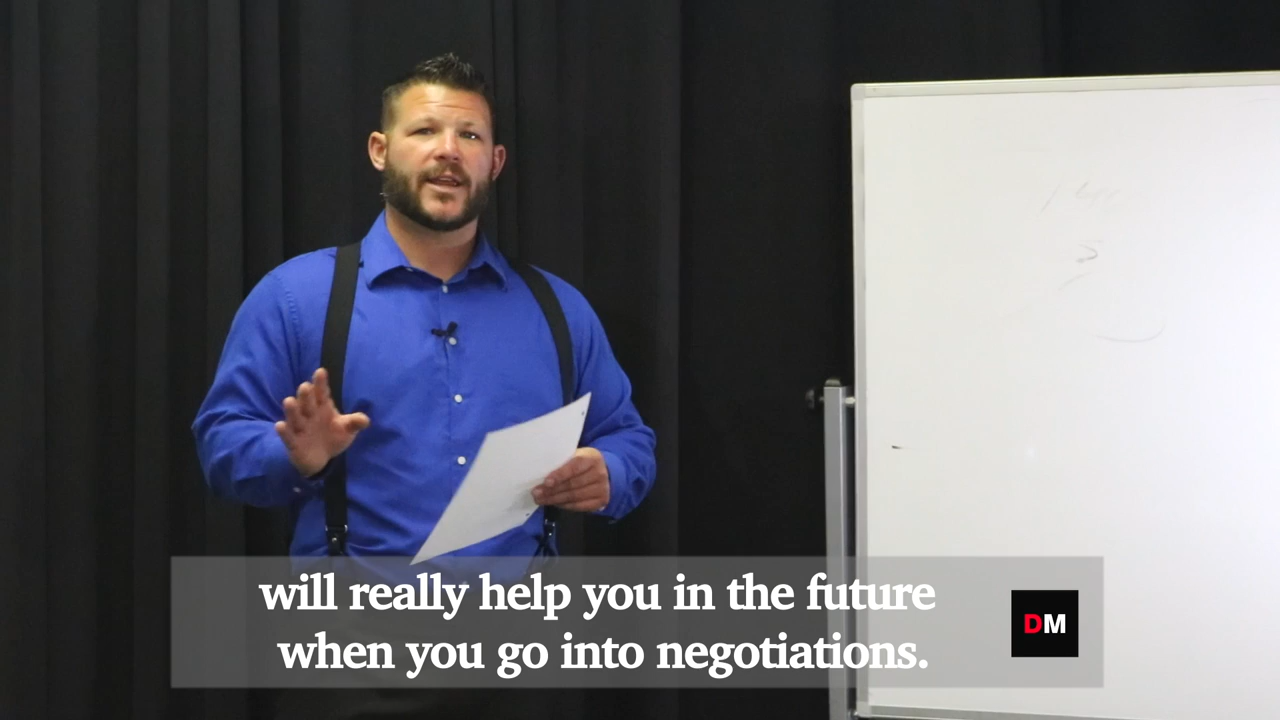 will really help you in the future
when you go into negotiations.
DM